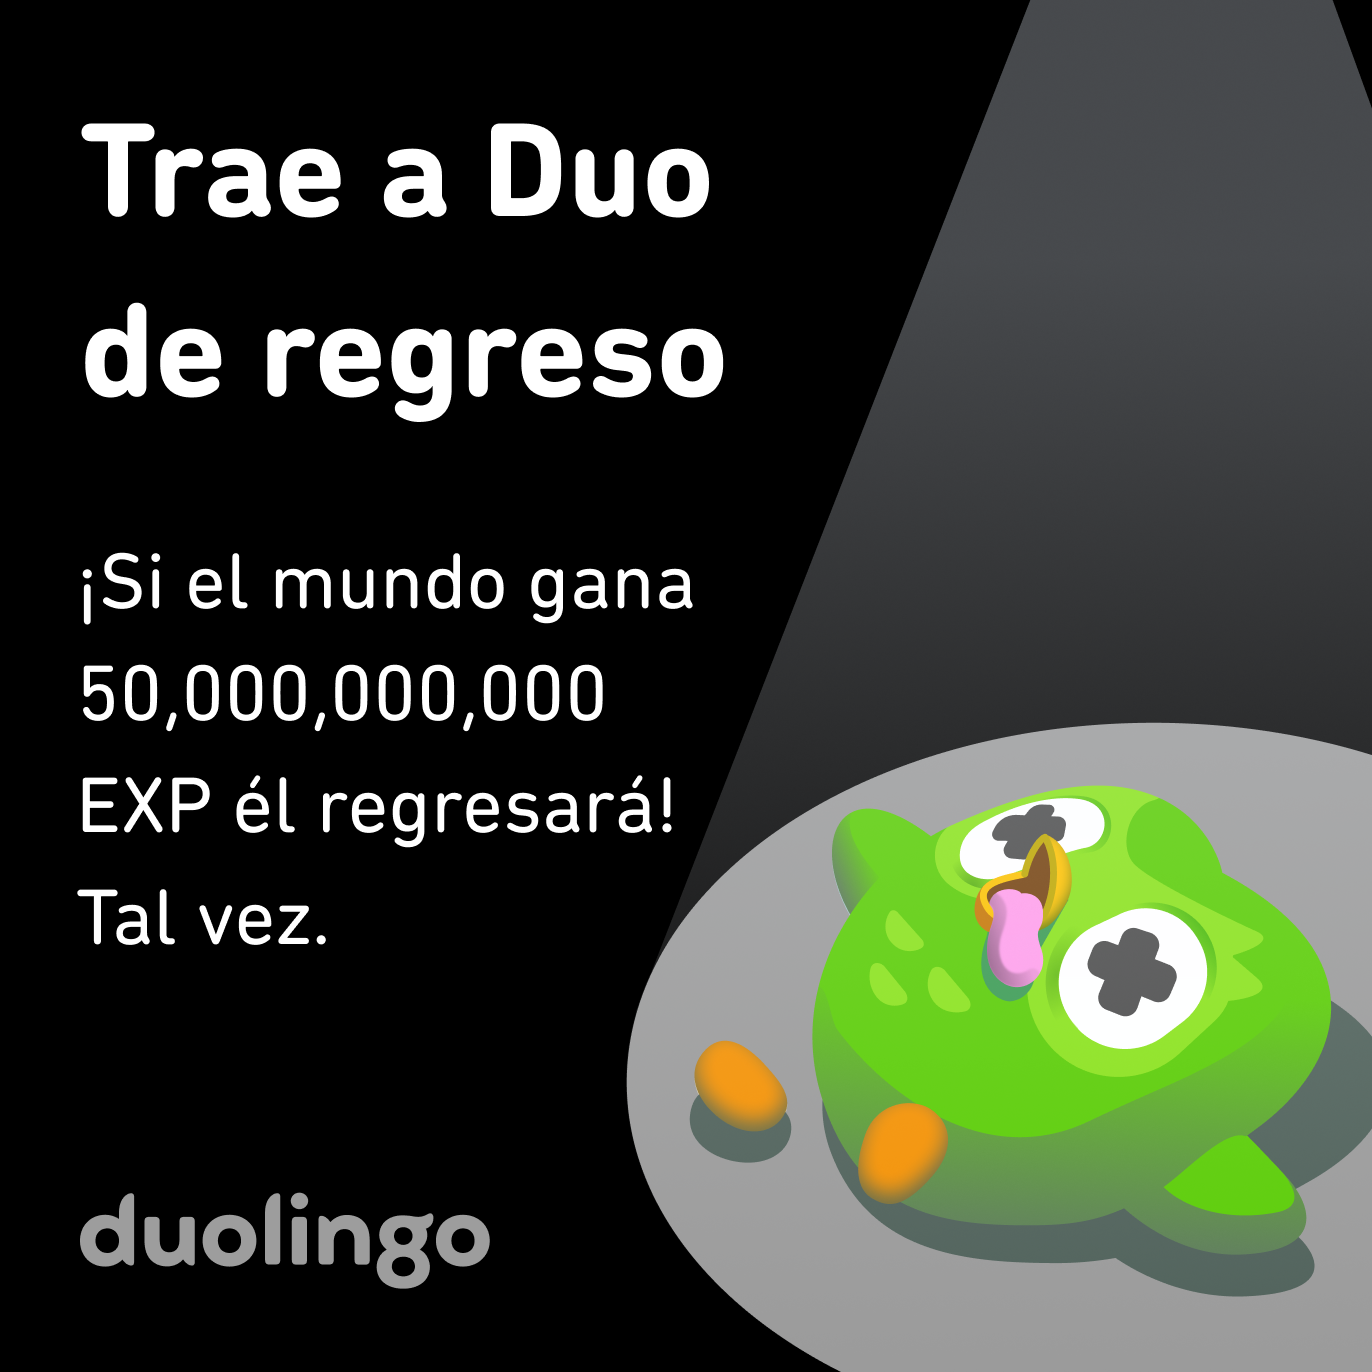 Trae a Duo
de regreso
¡Si el mundo gana
50,000,000,000
EXP él regresará!
Tal vez.
duolingo